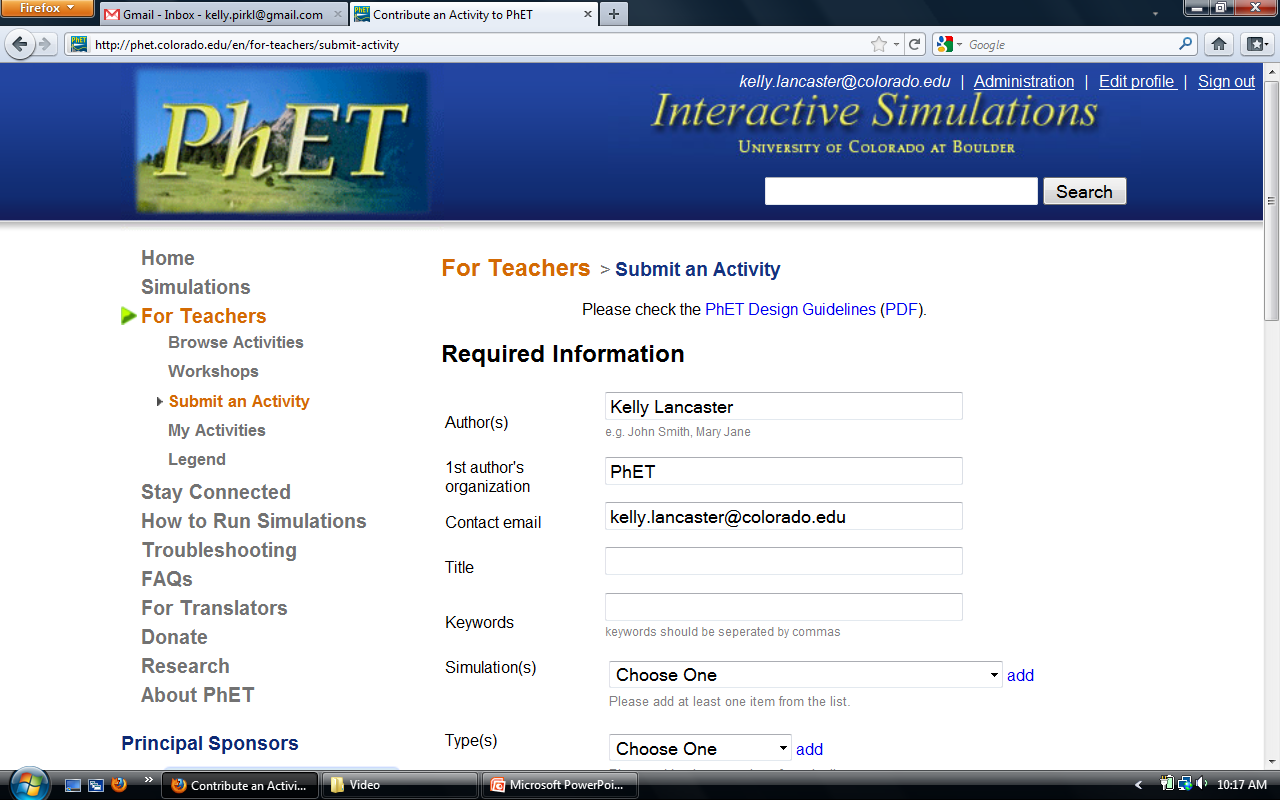 Firefox
Gmail - Inbox - kelly.pirkl@gmail.com
Contribute an Activity to PhET
http://phet.colorado.edu/en/for-teachers/submit-activity
Google
kelly.lancaster@colorado.edu | Administration | Edit profile | Sign out
PhET
Interactive Simulations
University of Colorado at Boulder
Search
Home
Simulations
For Teachers
Browse Activities
Workshops
Submit an Activity
My Activities
Legend
Stay Connected
How to Run Simulations
Troubleshooting
FAQs
For Translators
Donate
Research
About PhET
Principal Sponsors
For Teachers > Submit an Activity
Please check the PhET Design Guidelines (PDF).
Required Information
Author(s)
Kelly Lancaster
e.g. John Smith, Mary Jane
1st author's
organization
PhET
Contact email
kelly.lancaster@colorado.edu
Title
Keywords
keywords should be seperated by commas
Simulation(s)
Choose One
add
Please add at least one item from the list.
Type(s)
Choose One
add
Contribute an Activi...
Video
Microsoft PowerPoi...
10:17 AM